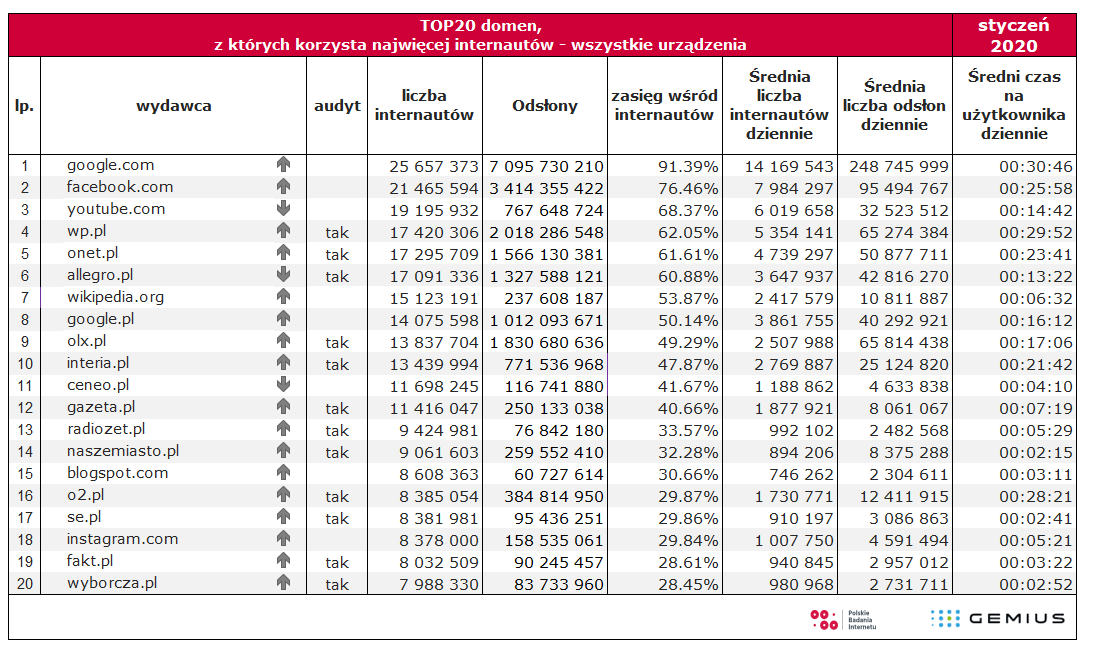 TOP20 domen,
z których korzysta najwięcej internautów - wszystkie urządzenia
styczeń
2020
lp.
wydawca
audyt
liczba
internautów
Odsłony
zasięg wśród
internautów
Średnia
liczba
internautów
dziennie
Średnia
liczba odsłon
dziennie
Średni czas
na
użytkownika
dziennie
1 google.com 25 657 373 7 095 730 210 91.39% 14 169 543 248 745 999 00:30:46
2 facebook.com 21 465 594 3 414 355 422 76.46% 7 984 297 95 494 767 00:25:58
3 youtube.com 19 195 932 767 648 724 68.37% 6 019 658 32 523 512 00:14:42
4 wp.pl tak 17 420 306 2 018 286 548 62.05% 5 354 141 65 274 384 00:29:52
5 onet.pl tak 17 295 709 1 566 130 381 61.61% 4 739 297 50 877 711 00:23:41
6 allegro.pl tak 17 091 336 1 327 588 121 60.88% 3 647 937 42 816 270 00:13:22
7 wikipedia.org 15 123 191 237 608 187 53.87% 2 417 579 10 811 887 00:06:32
8 google.pl 14 075 598 1 012 093 671 50.14% 3 861 755 40 292 921 00:16:12
9 olx.pl tak 13 837 704 1 830 680 636 49.29% 2 507 988 65 814 438 00:17:06
10 interia.pl tak 13 439 994 771 536 968 47.87% 2 769 887 25 124 820 00:21:42
11 ceneo.pl 11 698 245 116 741 880 41.67% 1 188 862 4 633 838 00:04:10
12 gazeta.pl tak 11 416 047 250 133 038 40.66% 1 877 921 8 061 067 00:07:19
13 radiozet.pl tak 9 424 981 76 842 180 33.57% 992 102 2 482 568 00:05:29
14 naszemiasto.pl tak 9 061 603 259 552 410 32.28% 894 206 8 375 288 00:02:15
15 blogspot.com 8 608 363 60 727 614 30.66% 746 262 2 304 611 00:03:11
16 o2.pl tak 8 385 054 384 814 950 29.87% 1 730 771 12 411 915 00:28:21
17 se.pl tak 8 381 981 95 436 251 29.86% 910 197 3 086 863 00:02:41
18 instagram.com 8 378 000 158 535 061 29.84% 1 007 750 4 591 494 00:05:21
19 fakt.pl tak 8 032 509 90 245 457 28.61% 940 845 2 957 012 00:03:22
20 wyborcza.pl tak 7 988 330 83 733 960 28.45% 980 968 2 731 711 00:02:52
Polskie
Badania
Internetu
GEMIUS